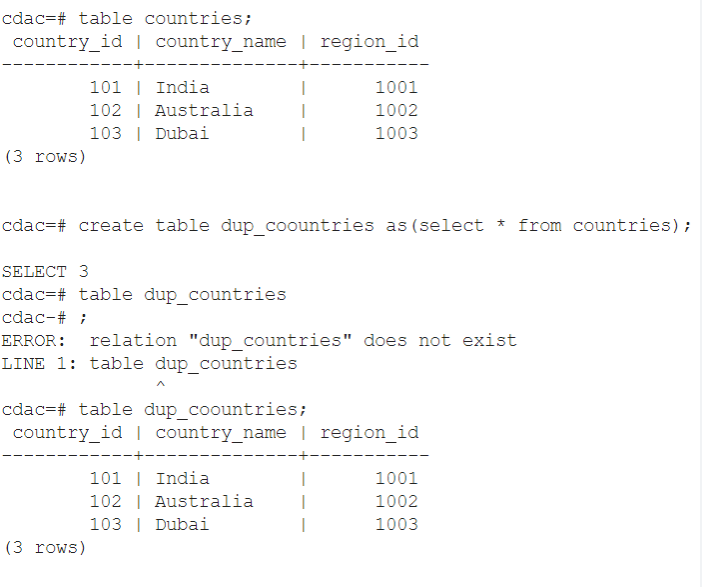 cdac=# table countries;
 country_id | country_name | region_id
------------+--------------+-----------
        101 | India        |      1001
        102 | Australia    |      1002
        103 | Dubai        |      1003
(3 rows)
cdac=# create table dup_coountries as(select * from countries);
SELECT 3
cdac=# table dup_countries
cdac-# ;
ERROR:  relation "dup_countries" does not exist
LINE 1: table dup_countries
              ^
cdac=# table dup_coountries;
 country_id | country_name | region_id
------------+--------------+-----------
        101 | India        |      1001
        102 | Australia    |      1002
        103 | Dubai        |      1003
(3 rows)